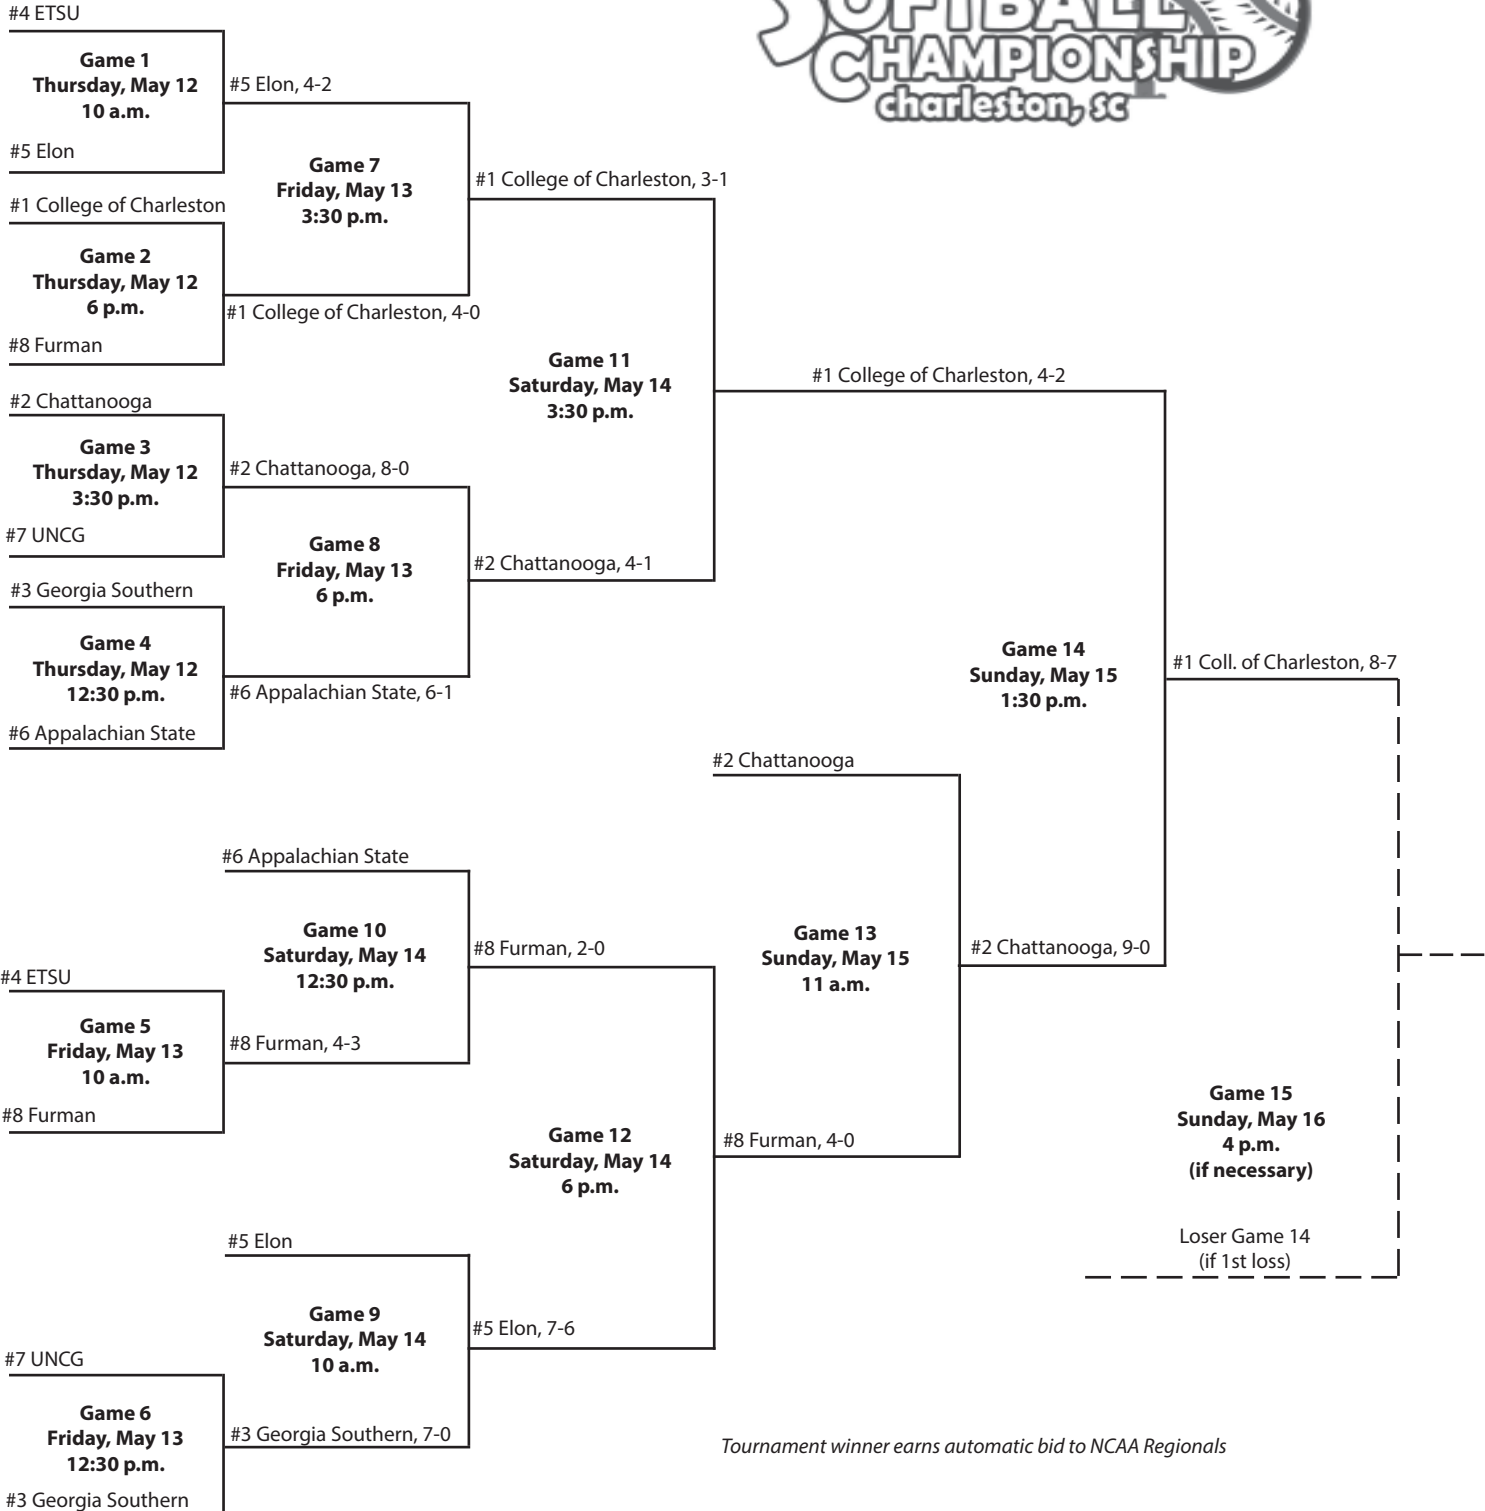 SOFTBALL
CHAMPIONSHIP
charleston, sc
#4 ETSU
Game 1
Thursday, May 12
10 a.m.
#5 Elon
#5 Elon, 4-2
#1 College of Charleston
Game 2
Thursday, May 12
6 p.m.
#8 Furman
#1 College of Charleston, 4-0
Game 7
Friday, May 13
3:30 p.m.
#1 College of Charleston, 3-1
#2 Chattanooga
Game 3
Thursday, May 12
3:30 p.m.
#7 UNCG
#2 Chattanooga, 8-0
#3 Georgia Southern
Game 4
Thursday, May 12
12:30 p.m.
#6 Appalachian State
#6 Appalachian State, 6-1
Game 8
Friday, May 13
6 p.m.
#2 Chattanooga, 4-1
Game 11
Saturday, May 14
3:30 p.m.
#1 College of Charleston, 4-2
Game 14
Sunday, May 15
1:30 p.m.
#1 Coll. of Charleston, 8-7
#2 Chattanooga
#6 Appalachian State
Game 10
Saturday, May 14
12:30 p.m.
#8 Furman, 2-0
#4 ETSU
Game 5
Friday, May 13
10 a.m.
#8 Furman
#8 Furman, 4-3
Game 13
Sunday, May 15
11 a.m.
#2 Chattanooga, 9-0
Game 12
Saturday, May 14
6 p.m.
#8 Furman, 4-0
Game 15
Sunday, May 16
4 p.m.
(if necessary)
Loser Game 14
(if 1st loss)
#5 Elon
Game 9
Saturday, May 14
10 a.m.
#5 Elon, 7-6
#7 UNCG
Game 6
Friday, May 13
12:30 p.m.
#3 Georgia Southern
#3 Georgia Southern, 7-0
Tournament winner earns automatic bid to NCAA Regionals